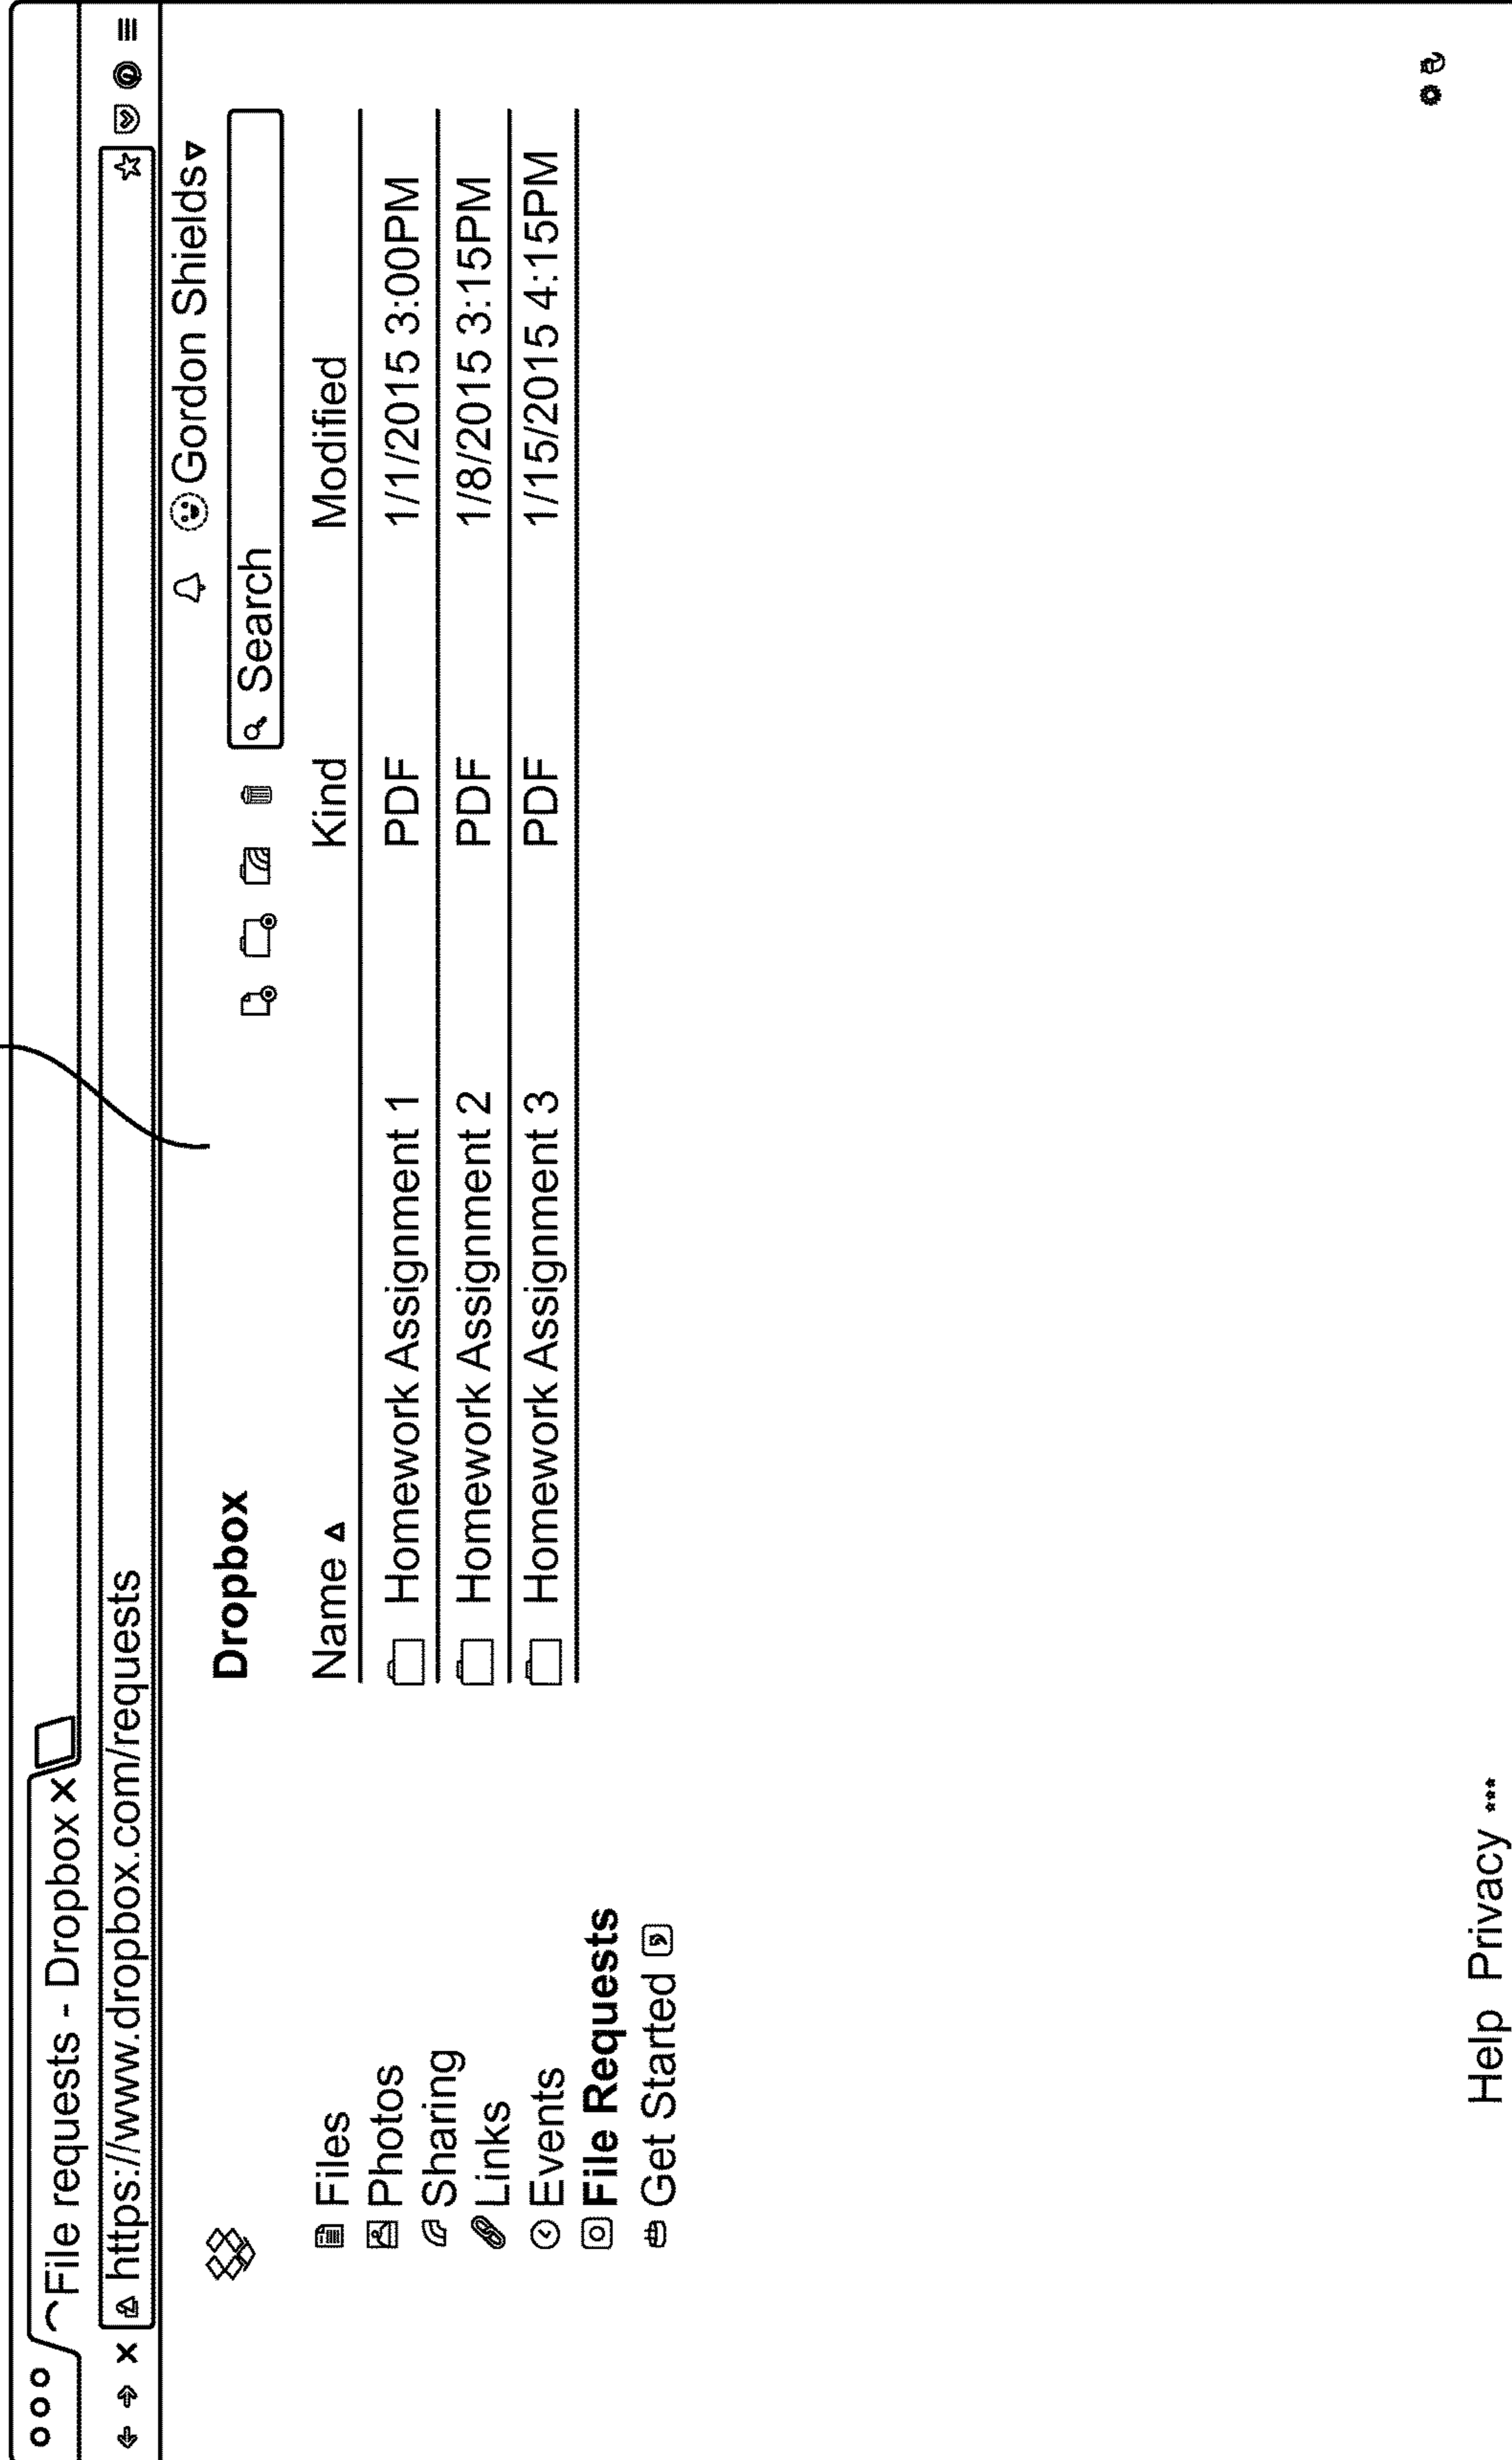 File requests - Dropbox
https://www.dropbox.com/requests
Gordon Shields
Dropbox
Search
Name Kind Modified
Homework Assignment 1 PDF 1/1/2015 3:00PM
Homework Assignment 2 PDF 1/8/2015 3:15PM
Homework Assignment 3 PDF 1/15/2015 4:15PM
Files
Photos
Sharing
Links
Events
File Requests
Get Started
Help Privacy